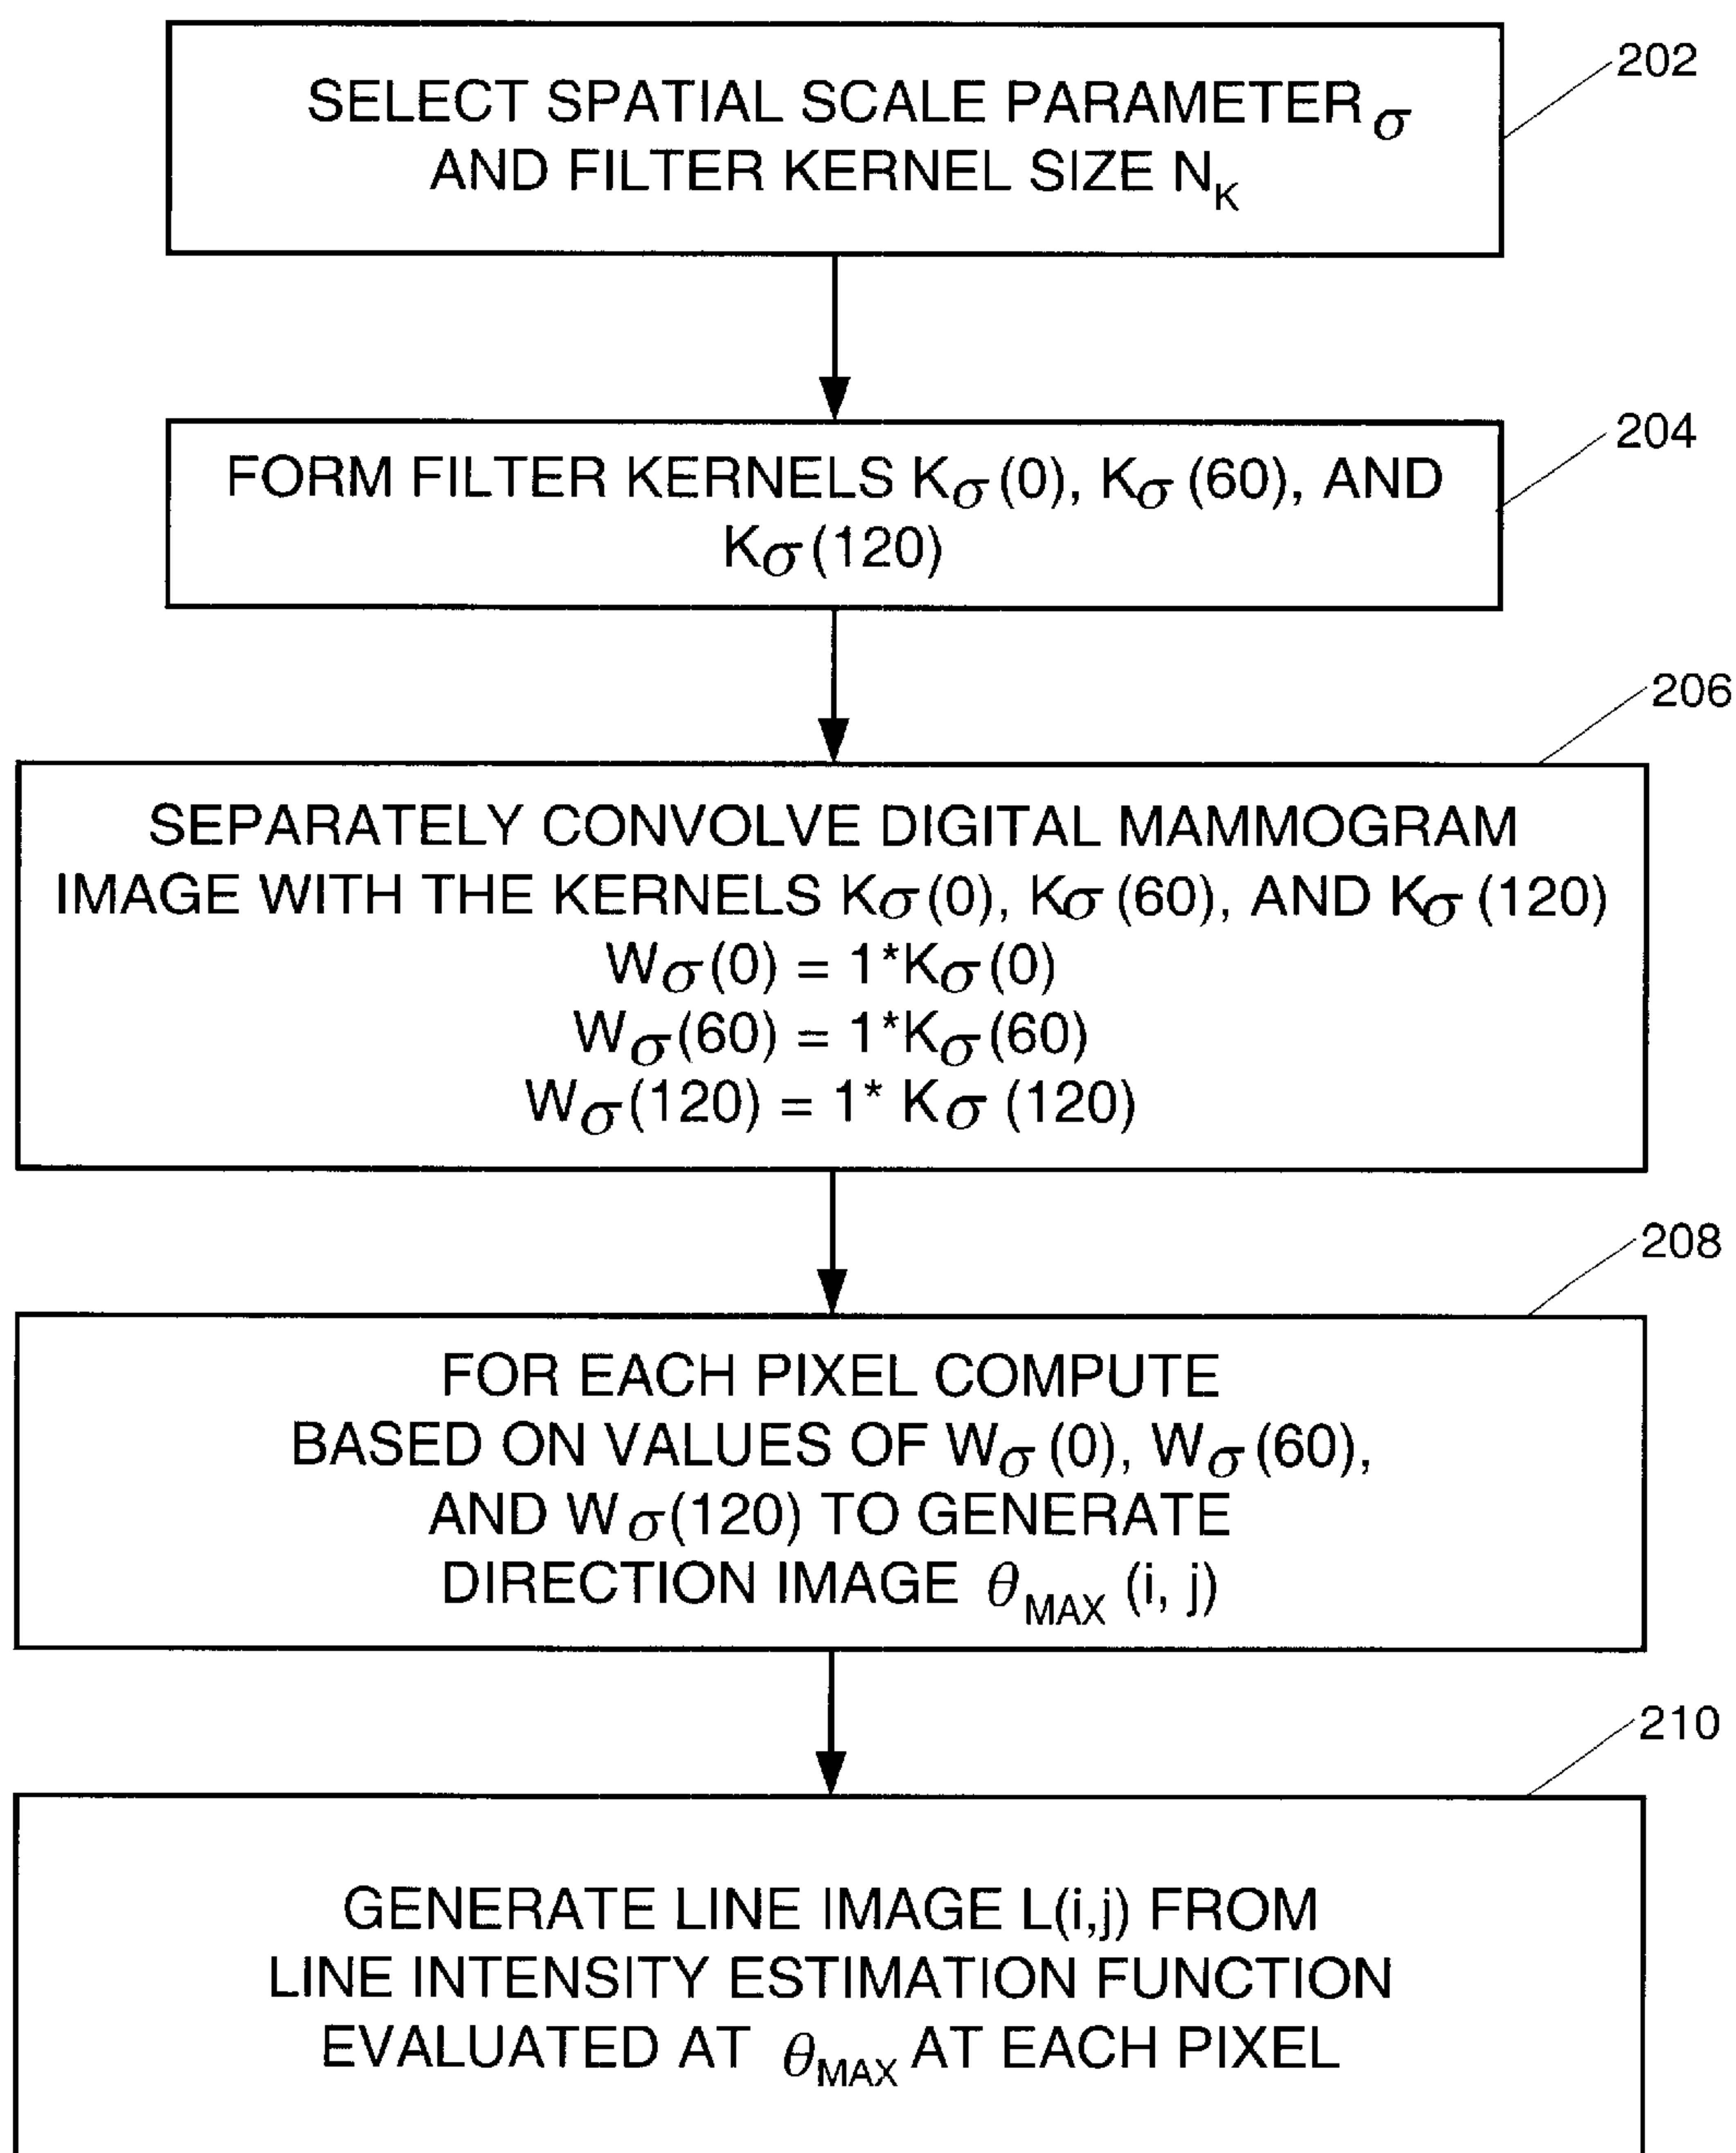 202
SELECT SPATIAL SCALE PARAMETER σ
AND FILTER KERNEL SIZE N_K
204
FORM FILTER KERNELS Kσ(0), Kσ(60), AND
Kσ(120)
206
SEPARATELY CONVOLVE DIGITAL MAMMOGRAM
IMAGE WITH THE KERNELS Kσ(0), Kσ(60), AND Kσ(120)
Wσ(0) = 1*Kσ(0)
Wσ(60) = 1*Kσ(60)
Wσ(120) = 1* Kσ(120)
208
FOR EACH PIXEL COMPUTE
BASED ON VALUES OF Wσ(0), Wσ(60),
AND Wσ(120) TO GENERATE
DIRECTION IMAGE θ_MAX (i, j)
210
GENERATE LINE IMAGE L(i,j) FROM
LINE INTENSITY ESTIMATION FUNCTION
EVALUATED AT θ_MAX AT EACH PIXEL